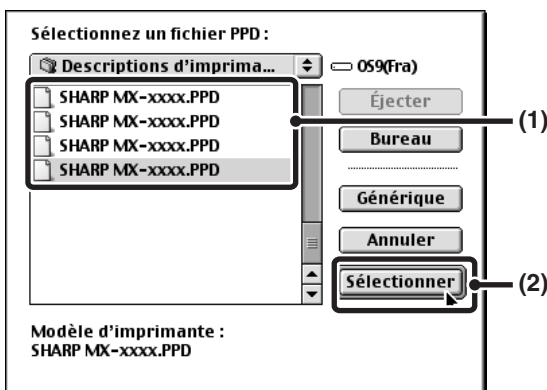 Sélectionnez un fichier PPD :
Descriptions d'imprima...
OS9(Fra)
SHARP MX-xxxx.PPD
SHARP MX-xxxx.PPD
SHARP MX-xxxx.PPD
SHARP MX-xxxx.PPD
Éjecter
Bureau
Générique
Annuler
Sélectionner
(1)
(2)
Modèle d'imprimante :
SHARP MX-xxxx.PPD